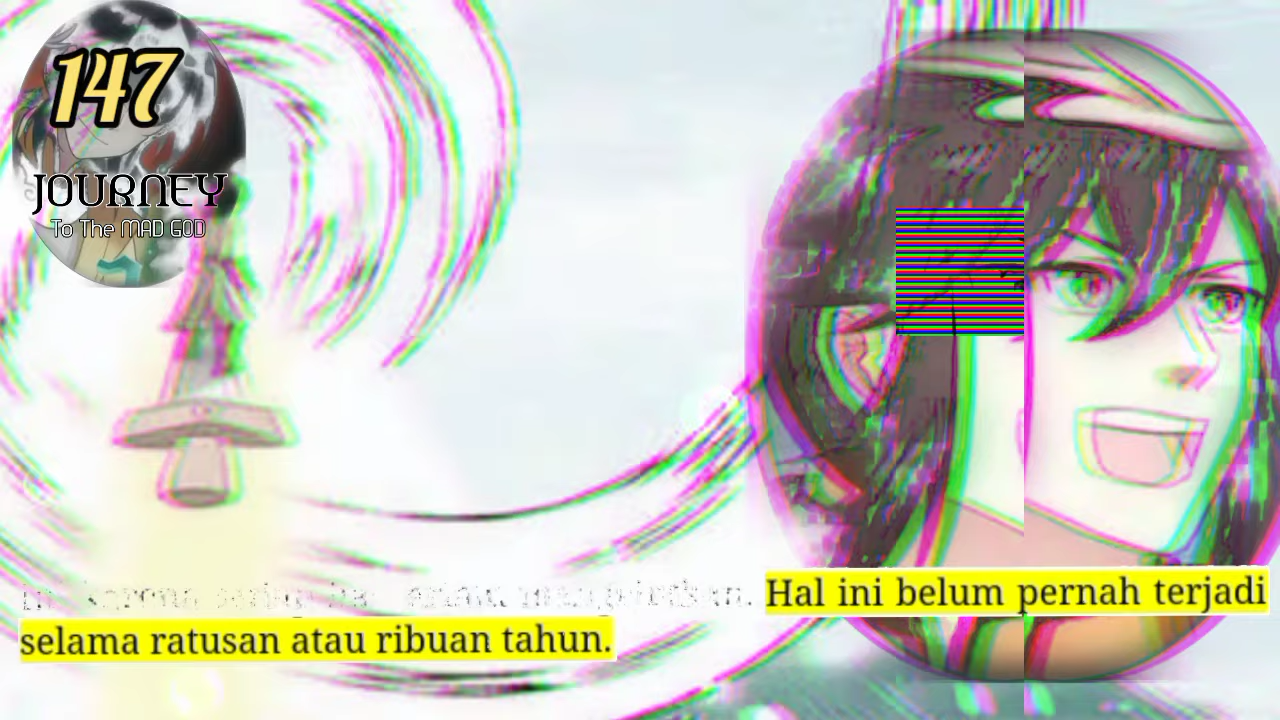 147
JOURNEY
To The MAD GOD
Hal ini belum pernah terjadi
selama ratusan atau ribuan tahun.